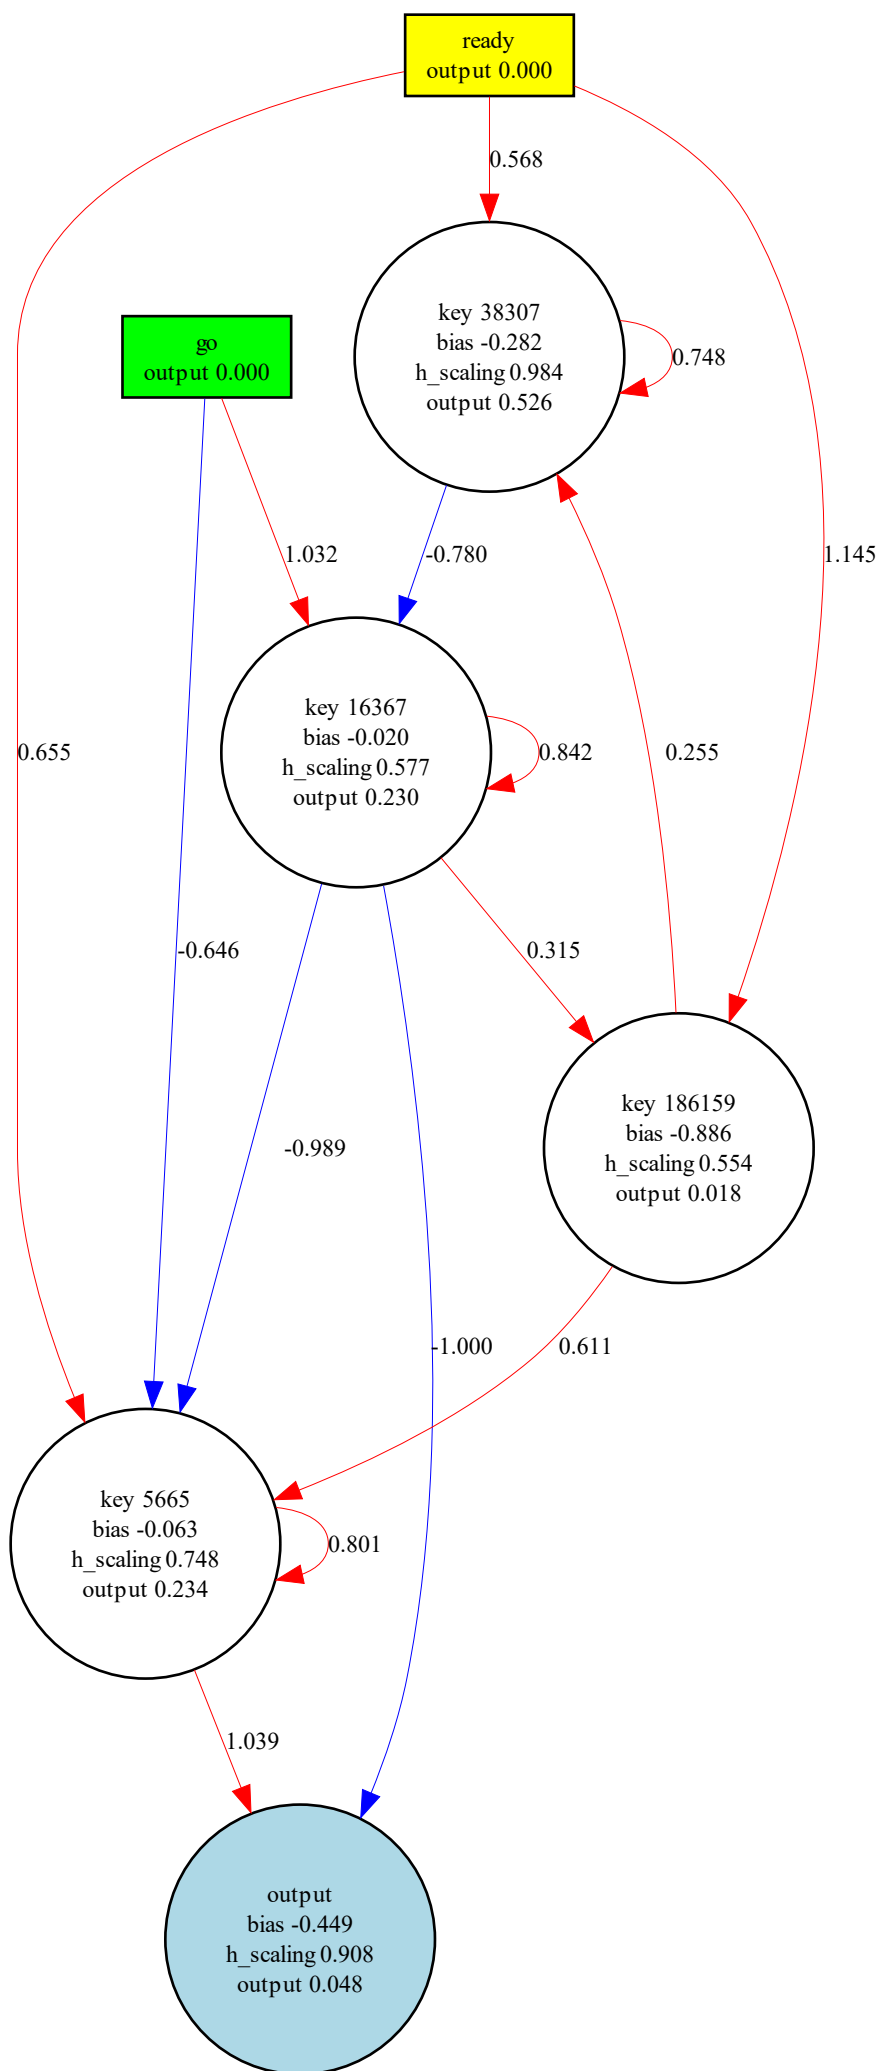 ready
output 0.000
0.568
go
output 0.000
key 38307
bias -0.282
h_scaling 0.984
output 0.526
0.748
1.032
-0.780
1.145
key 16367
bias -0.020
h_scaling 0.577
output 0.230
0.655
0.842
0.255
-0.646
0.315
key 186159
bias -0.886
h_scaling 0.554
output 0.018
-0.989
-1.000
0.611
key 5665
bias -0.063
h_scaling 0.748
output 0.234
0.801
1.039
output
bias -0.449
h_scaling 0.908
output 0.048